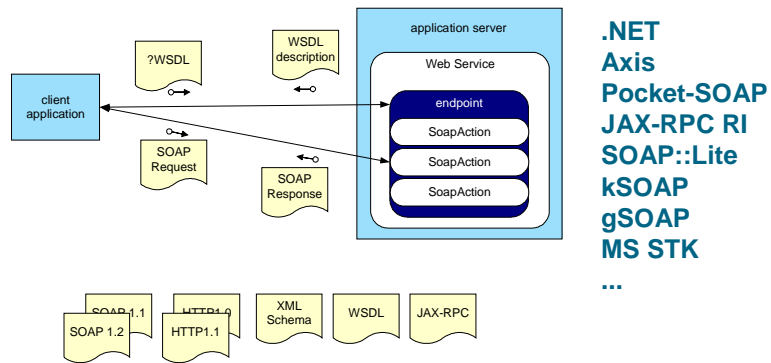 application server
?WSDL
WSDL
description
Web Service
client
application
endpoint
SoapAction
SoapAction
SoapAction
SOAP
Request
SOAP
Response
.NET
Axis
Pocket-SOAP
JAX-RPC RI
SOAP::Lite
kSOAP
gSOAP
MS STK
...
SOAP 1.1
SOAP 1.2
HTTP1.0
HTTP1.1
XML
Schema
WSDL
JAX-RPC